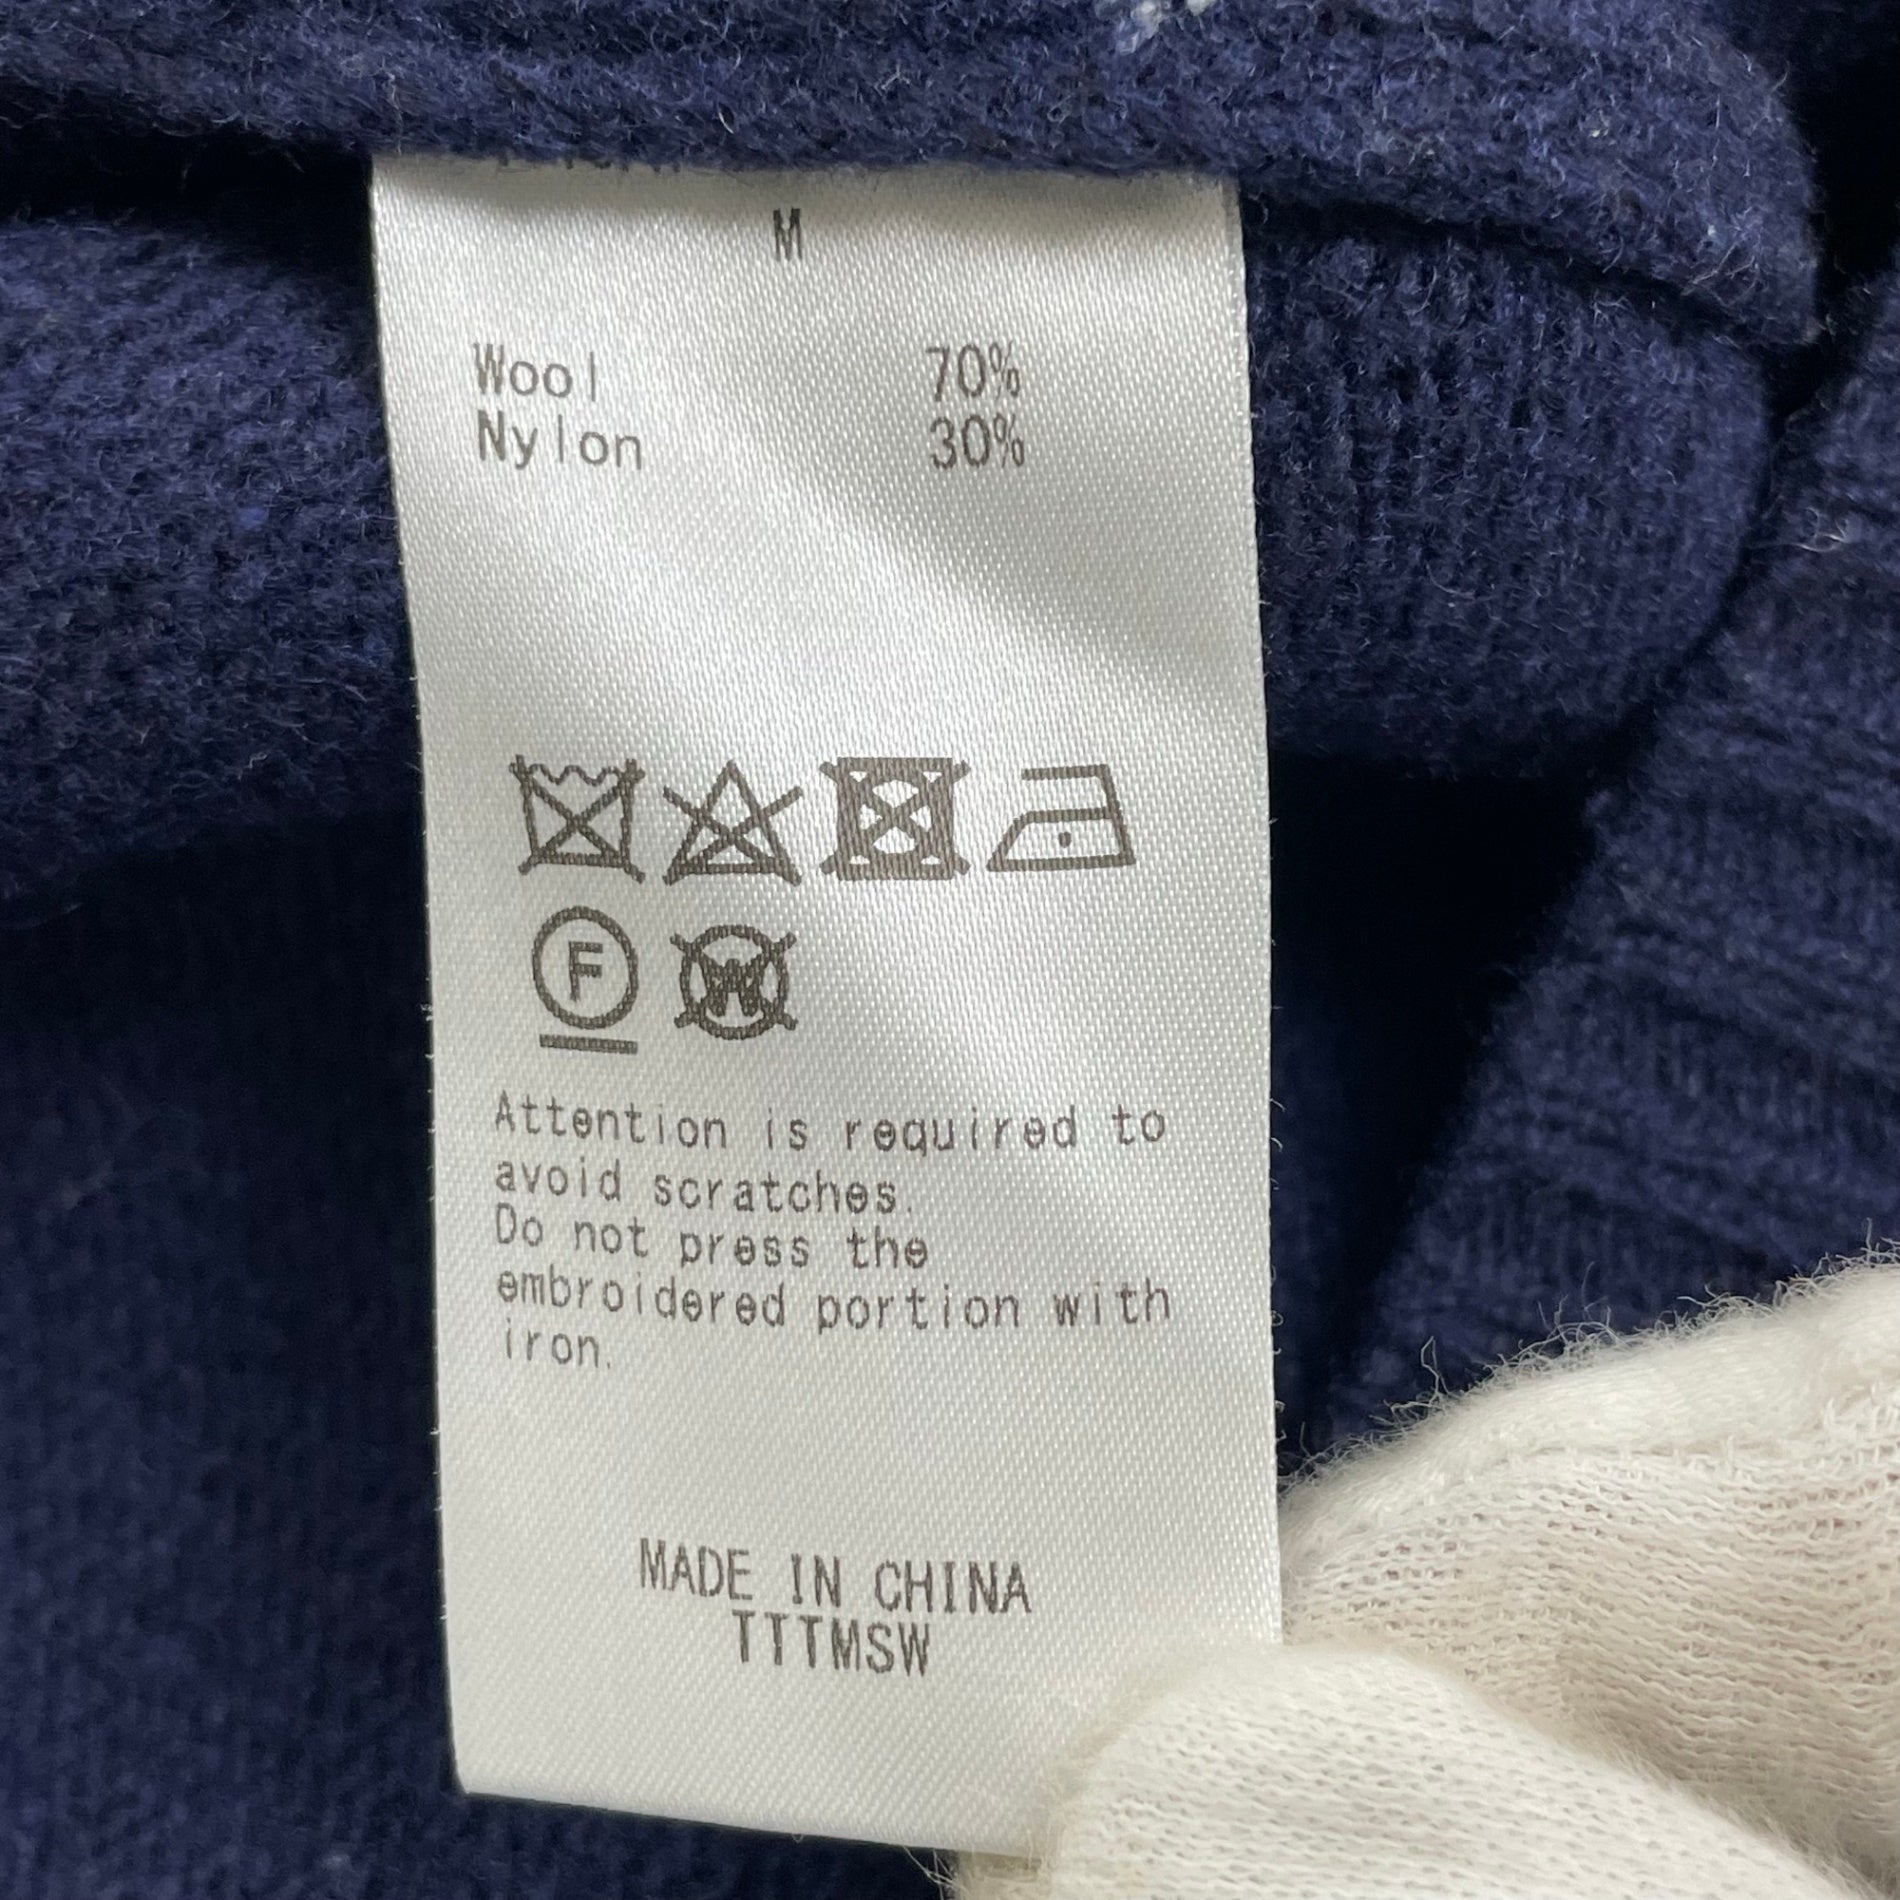 M
Wool 70%
Nylon 30%
F W
Attention is required to
avoid scratches.
Do not press the
embroidered portion with
iron.
MADE IN CHINA
TTTMSW